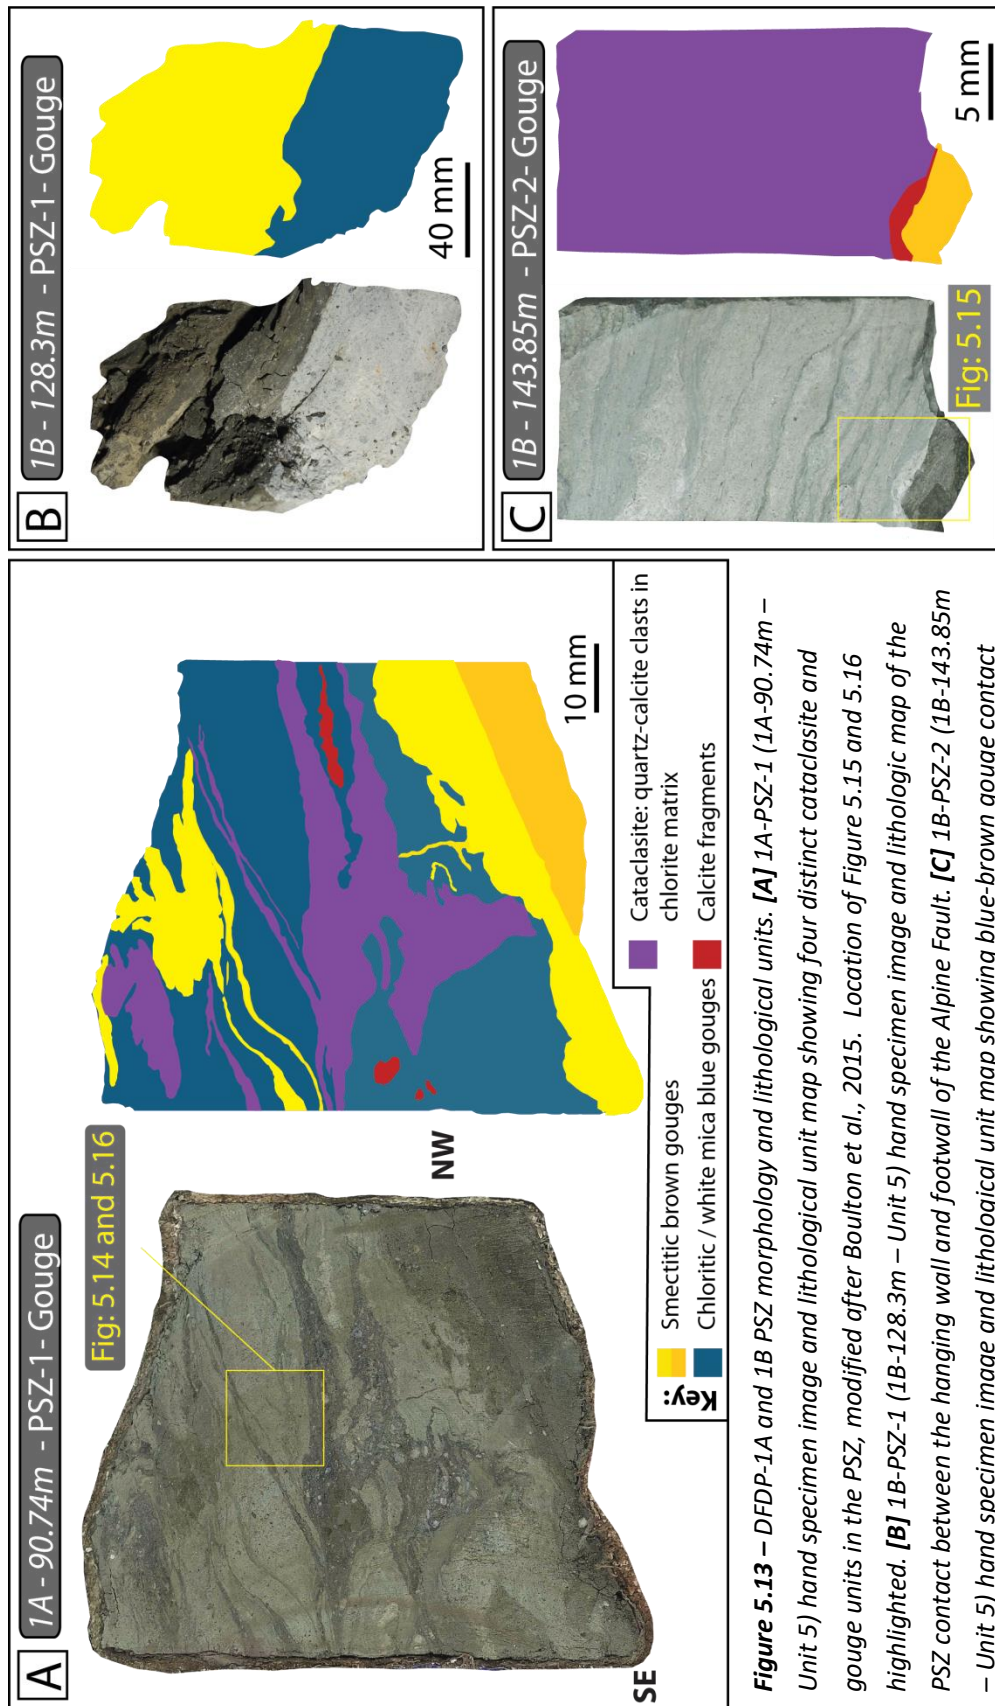 A
1A - 90.74m - PSZ-1- Gouge
Fig: 5.14 and 5.16
SE
NW
10 mm
Key:
Smectitic brown gouges
Chloritic / white mica blue gouges
Cataclasite: quartz-calcite clasts in
chlorite matrix
Calcite fragments
B
1B - 128.3m - PSZ-1- Gouge
40 mm
C
1B - 143.85m - PSZ-2- Gouge
Fig: 5.15
5 mm
Figure 5.13 – DFDP-1A and 1B PSZ morphology and lithological units. [A] 1A-PSZ-1 (1A-90.74m –
Unit 5) hand specimen image and lithological unit map showing four distinct cataclasite and
gouge units in the PSZ, modified after Boulton et al., 2015. Location of Figure 5.15 and 5.16
highlighted. [B] 1B-PSZ-1 (1B-128.3m – Unit 5) hand specimen image and lithologic map of the
PSZ contact between the hanging wall and footwall of the Alpine Fault. [C] 1B-PSZ-2 (1B-143.85m
– Unit 5) hand specimen image and lithological unit map showing blue-brown gouge contact